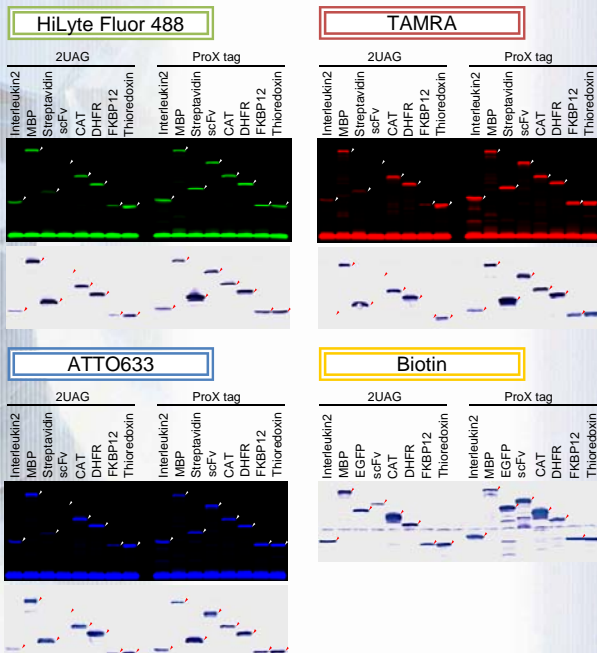 HiLyte Fluor 488
2UAG ProX tag
Interleukin2 MBP Streptavidin scFv CAT DHFR FKBP12 Thioredoxin Interleukin2 MBP Streptavidin scFv CAT DHFR FKBP12 Thioredoxin
TAMRA
2UAG ProX tag
Interleukin2 MBP Streptavidin scFv CAT DHFR FKBP12 Thioredoxin Interleukin2 MBP Streptavidin scFv CAT DHFR FKBP12 Thioredoxin
ATTO633
2UAG ProX tag
Interleukin2 MBP Streptavidin scFv CAT DHFR FKBP12 Thioredoxin Interleukin2 MBP Streptavidin scFv CAT DHFR FKBP12 Thioredoxin
Biotin
2UAG ProX tag
Interleukin2 MBP EGFP scFv CAT DHFR FKBP12 Thioredoxin Interleukin2 MBP EGFP scFv CAT DHFR FKBP12 Thioredoxin